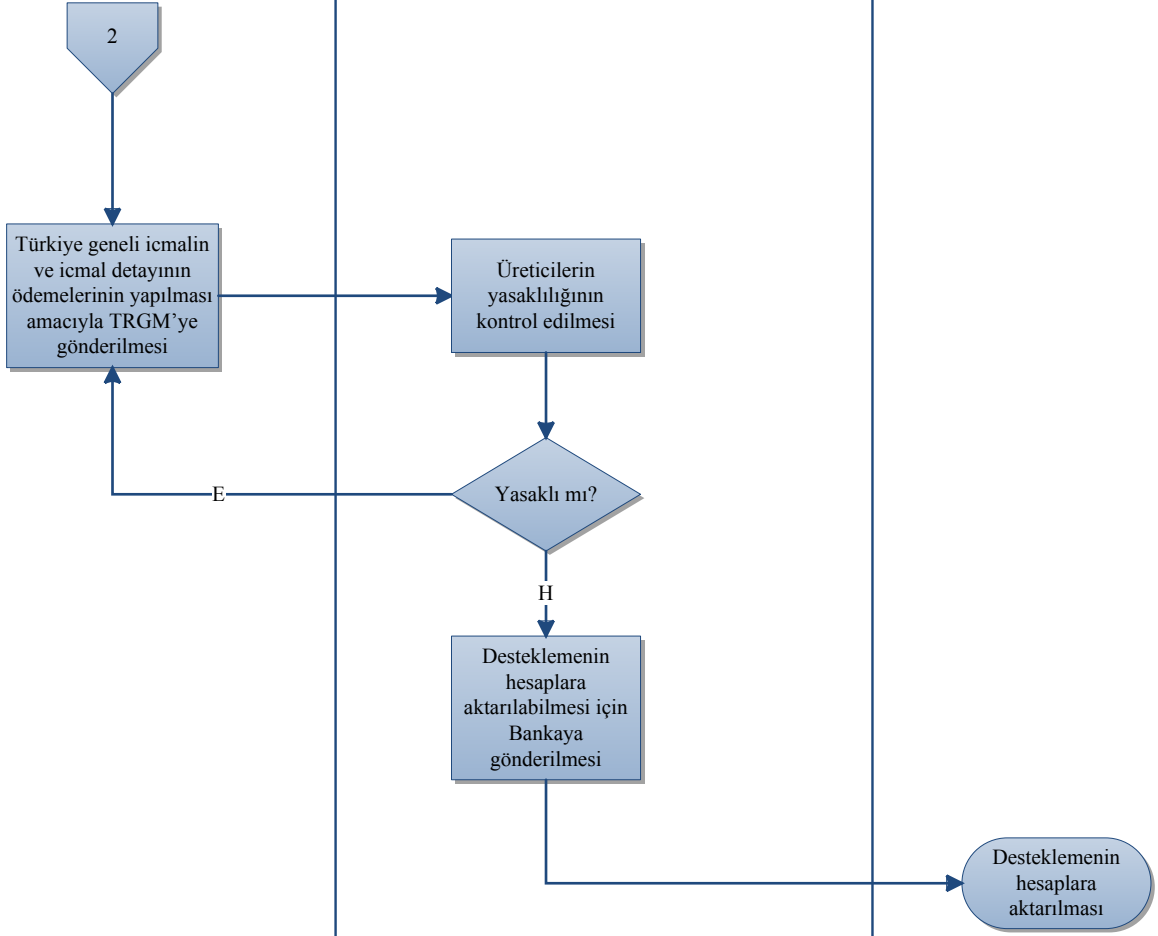 2
Türkiye geneli icmalin
ve icmal detayının
ödemelerinin yapılması
amacıyla TRGM’ye
gönderilmesi
Üreticilerin
yasaklılığının
kontrol edilmesi
Yasaklı mı?
E
H
Desteklemenin
hesaplara
aktarılabilmesi için
Bankaya
gönderilmesi
Desteklemenin
hesaplara
aktarılması